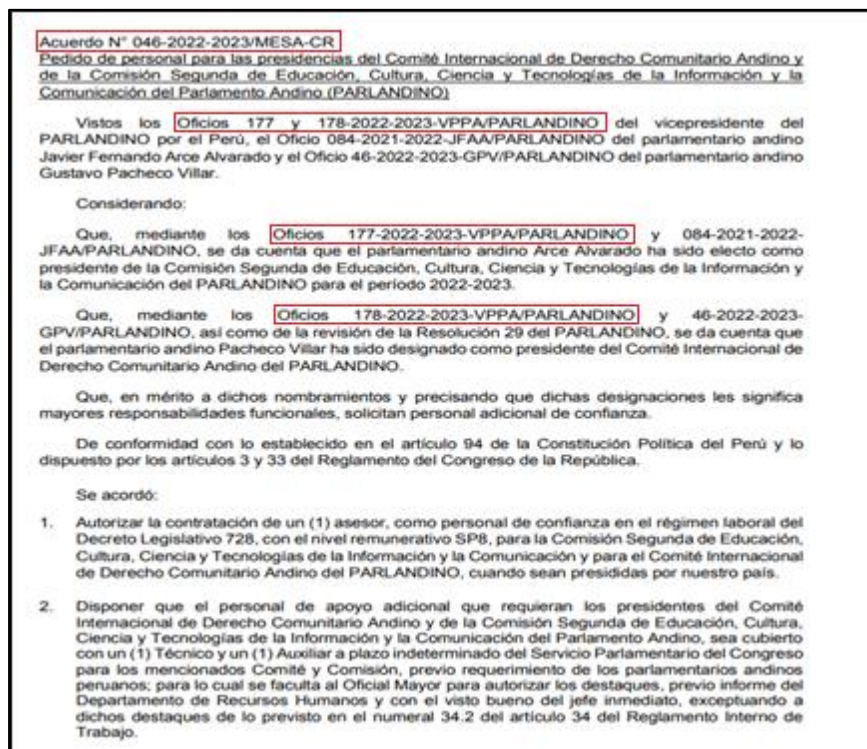 Acuerdo N° 046-2022-2023/MESA-CR
Pedido de personal para las presidencias del Comité Internacional de Derecho Comunitario Andino y
de la Comisión Segunda de Educación, Cultura, Ciencia y Tecnologías de la Información y la
Comunicación del Parlamento Andino (PARLANDINO)
Vistos los Oficios 177 y 178-2022-2023-VPPA/PARLANDINO del vicepresidente del
PARLANDINO por el Perú, el Oficio 084-2021-2022-JFAA/PARLANDINO del parlamentario andino
Javier Fernando Arce Alvarado y el Oficio 46-2022-2023-GPV/PARLANDINO del parlamentario andino
Gustavo Pacheco Villar.
Considerando:
Que, mediante los Oficios 177-2022-2023-VPPA/PARLANDINO y 084-2021-2022-
JFAA/PARLANDINO, se da cuenta que el parlamentario andino Arce Alvarado ha sido electo como
presidente de la Comisión Segunda de Educación, Cultura, Ciencia y Tecnologías de la Información y
la Comunicación del PARLANDINO para el período 2022-2023.
Que, mediante los Oficios 178-2022-2023-VPPA/PARLANDINO y 46-2022-2023-
GPV/PARLANDINO, así como de la revisión de la Resolución 29 del PARLANDINO, se da cuenta que
el parlamentario andino Pacheco Villar ha sido designado como presidente del Comité Internacional de
Derecho Comunitario Andino del PARLANDINO.
Que, en mérito a dichos nombramientos y precisando que dichas designaciones les significa
mayores responsabilidades funcionales, solicitan personal adicional de confianza.
De conformidad con lo establecido en el artículo 94 de la Constitución Política del Perú y lo
dispuesto por los artículos 3 y 33 del Reglamento del Congreso de la República.
Se acordó:
1. Autorizar la contratación de un (1) asesor, como personal de confianza en el régimen laboral del
Decreto Legislativo 728, con el nivel remunerativo SP8, para la Comisión Segunda de Educación,
Cultura, Ciencia y Tecnologías de la Información y la Comunicación y para el Comité Internacional
de Derecho Comunitario Andino del PARLANDINO, cuando sean presididas por nuestro país.
2. Disponer que el personal de apoyo adicional que requieran los presidentes del Comité
Internacional de Derecho Comunitario Andino y de la Comisión Segunda de Educación, Cultura,
Ciencia y Tecnologías de la Información y la Comunicación del Parlamento Andino, sea cubierto
con un (1) Técnico y un (1) Auxiliar a plazo indeterminado del Servicio Parlamentario del Congreso
para los mencionados Comité y Comisión, previo requerimiento de los parlamentarios andinos
peruanos; para lo cual se faculta al Oficial Mayor para autorizar los destaques, previo informe del
Departamento de Recursos Humanos y con el visto bueno del jefe inmediato, exceptuando a
dichos destaques de lo previsto en el numeral 34.2 del artículo 34 del Reglamento Interno de
Trabajo.